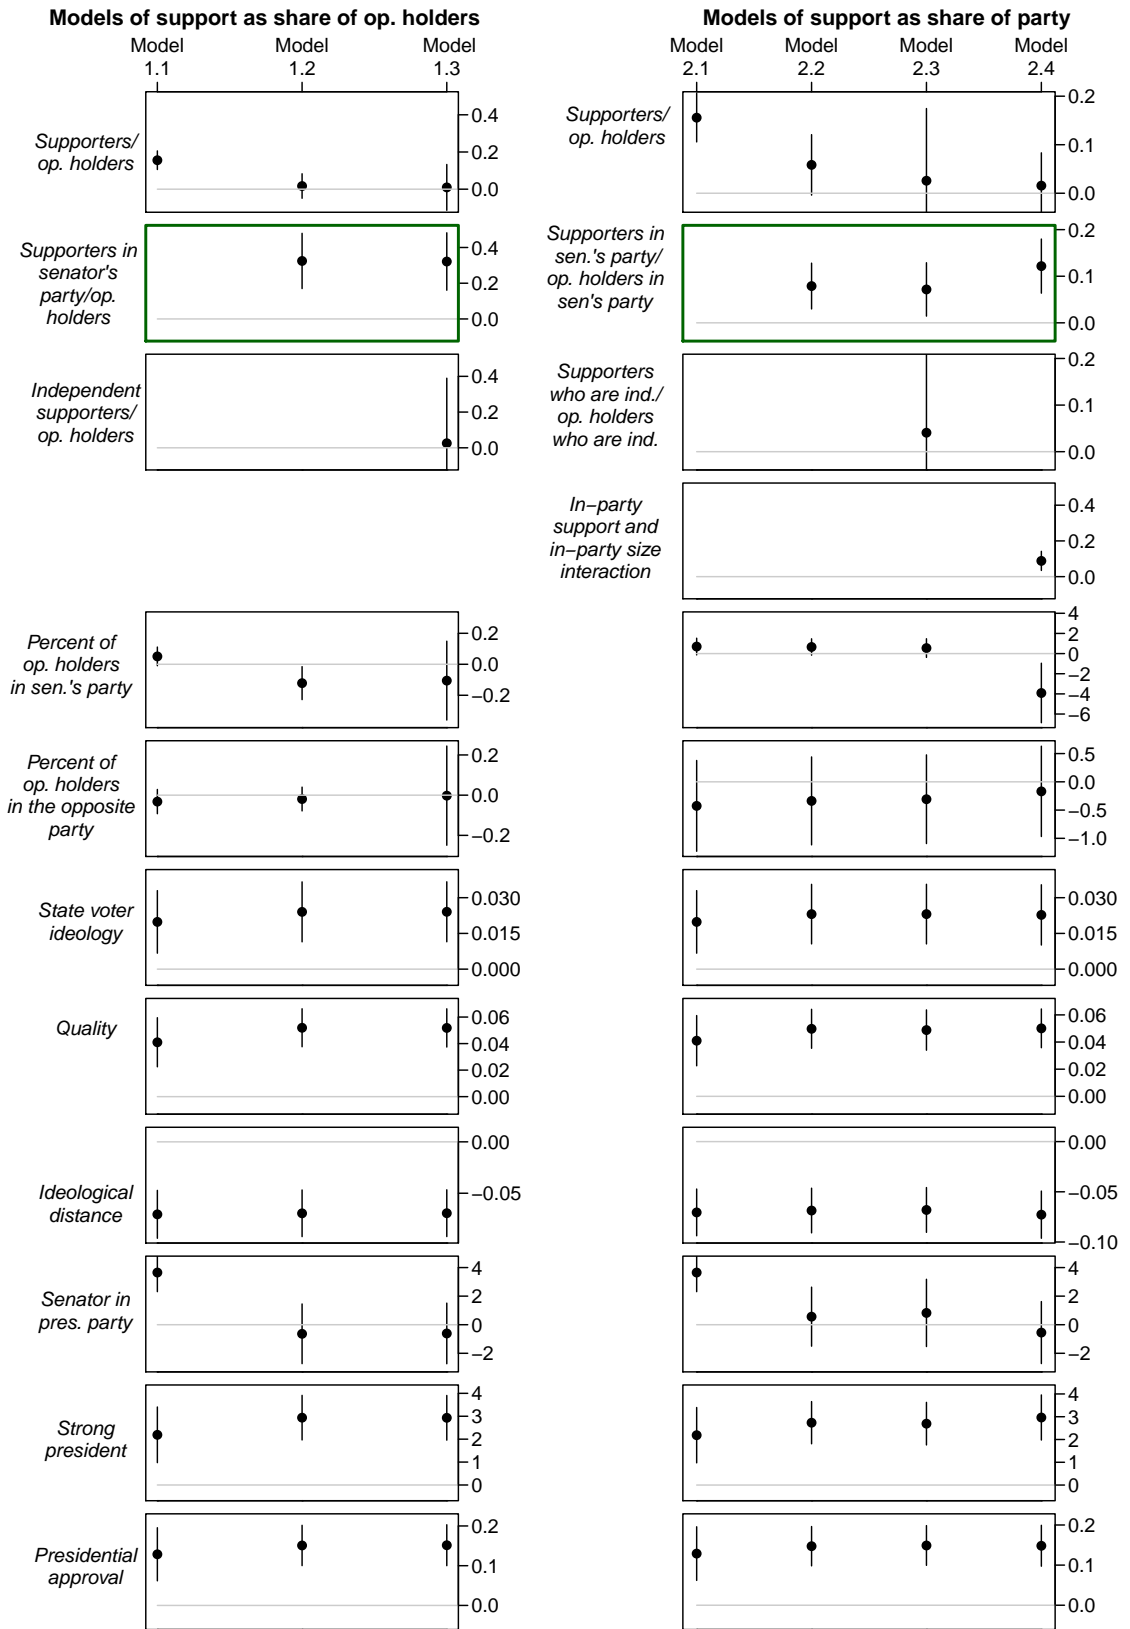 Models of support as share of op. holders
Model 1.1
Model 1.2
Model 1.3
Supporters/
op. holders
0.4
0.2
0.0
Supporters in
senator's
party/op.
holders
0.4
0.2
0.0
Independent
supporters/
op. holders
0.4
0.2
0.0
Percent of
op. holders
in sen.'s party
0.2
0.0
−0.2
Percent of
op. holders
in the opposite
party
0.2
0.0
−0.2
State voter
ideology
0.030
0.015
0.000
Quality
0.06
0.04
0.02
0.00
Ideological
distance
0.00
−0.05
Senator in
pres. party
4
2
0
−2
Strong
president
4
3
2
1
0
Presidential
approval
0.2
0.1
0.0
Models of support as share of party
Model 2.1
Model 2.2
Model 2.3
Model 2.4
Supporters/
op. holders
0.2
0.1
0.0
Supporters in
sen.'s party/
op. holders in
sen's party
0.2
0.1
0.0
Supporters
who are ind./
op. holders
who are ind.
0.2
0.1
0.0
In−party
support and
in−party size
interaction
0.4
0.2
0.0
4
2
0
−2
−4
−6
0.5
0.0
−0.5
−1.0
0.030
0.015
0.000
0.06
0.04
0.02
0.00
0.00
−0.05
−0.10
4
2
0
−2
4
3
2
1
0
0.2
0.1
0.0